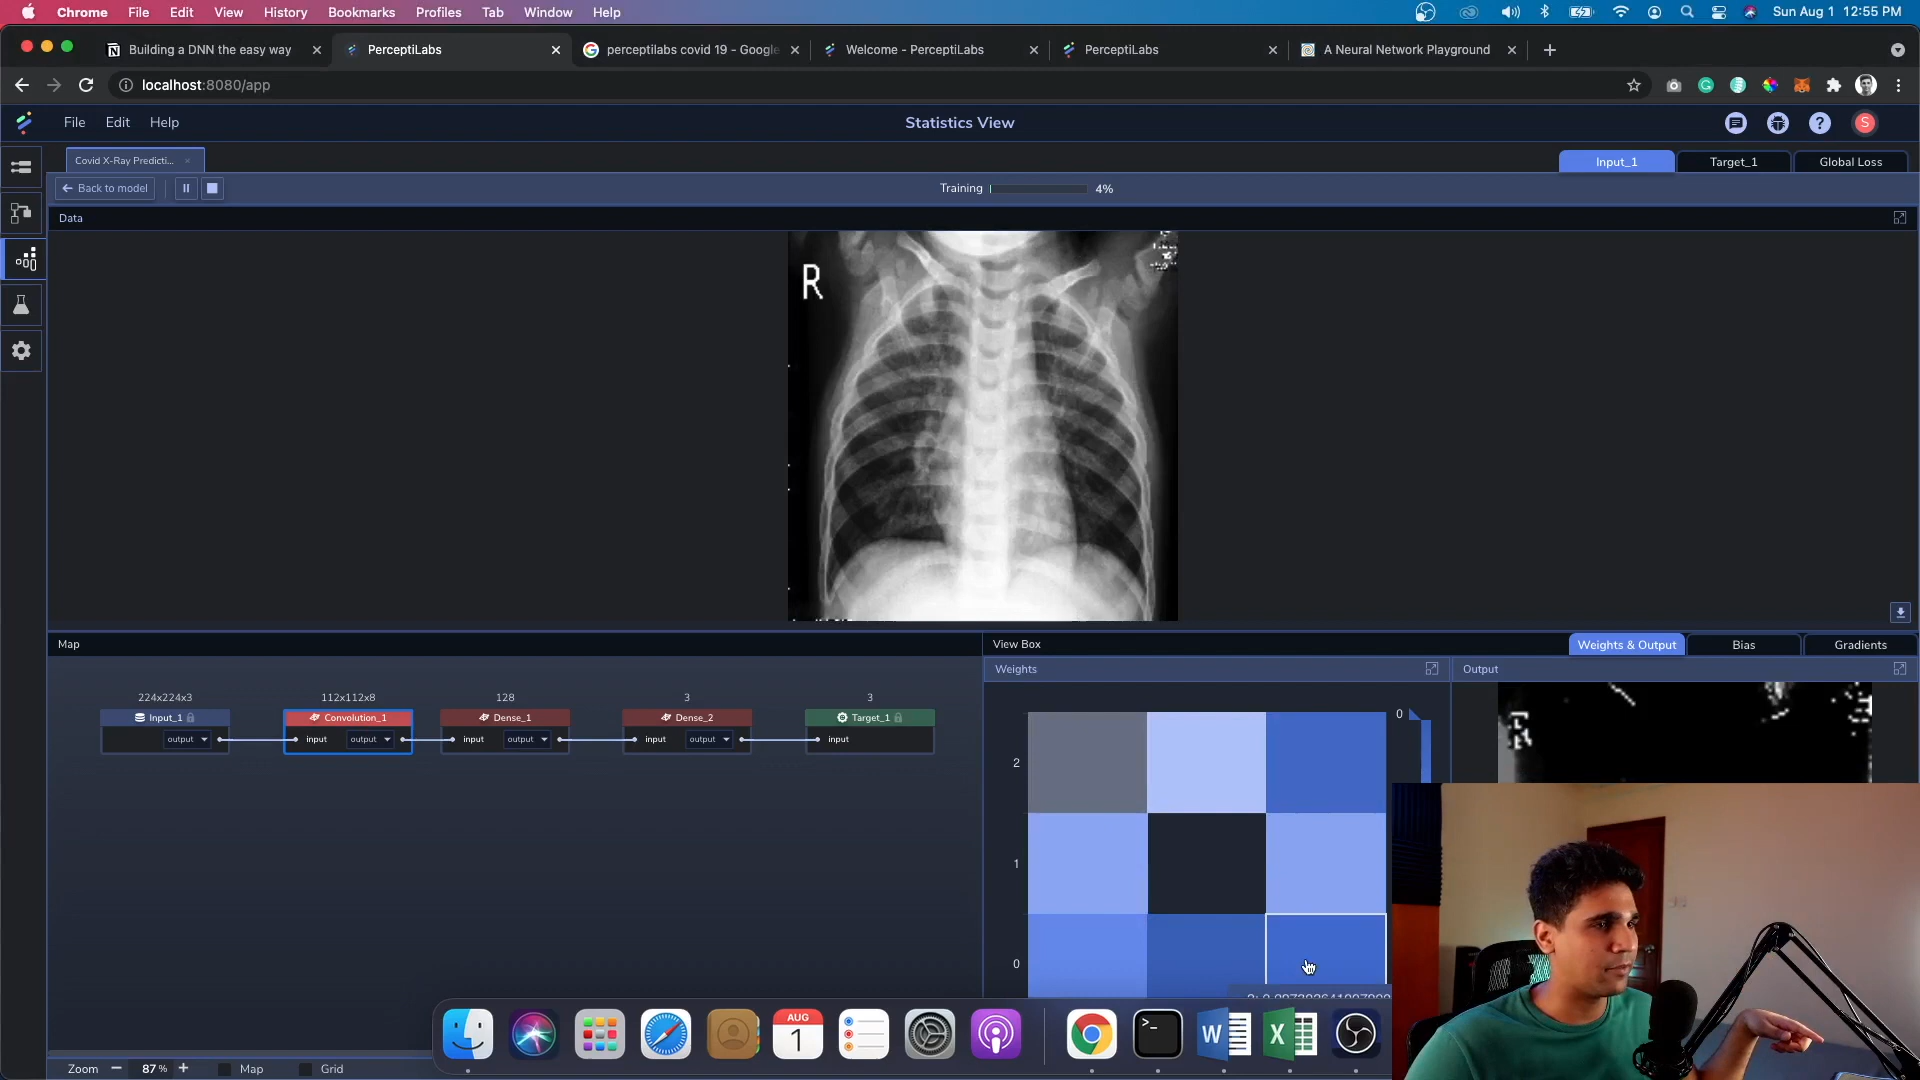 Chrome File Edit View History Bookmarks Profiles Tab Window Help
Sun Aug 1 12:55 PM
Building a DNN the easy way
PerceptiLabs
perceptilabs covid 19 - Google
Welcome - PerceptiLabs
PerceptiLabs
A Neural Network Playground
localhost:8080/app
File Edit Help
Statistics View
S
Covid X-Ray Predicti...
Input_1
Target_1
Global Loss
Back to model
Training 4%
Data
R
Map
View Box
Weights & Output
Bias
Gradients
Weights
Output
224x224x3
112x112x8
128
3
3
Input_1
Convolution_1
Dense_1
Dense_2
Target_1
output
input output
input output
input output
input
0
2
1
0
AUG
1
Zoom 87 %
Map
Grid